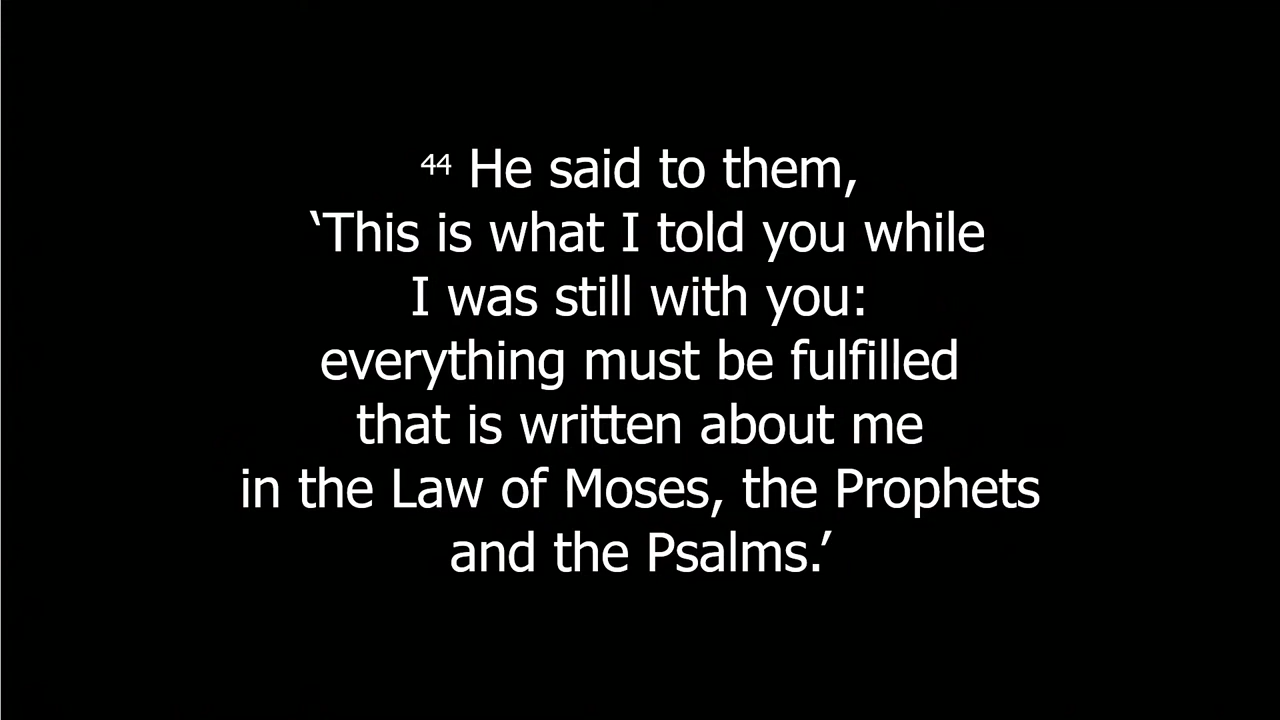 44 He said to them,
‘This is what I told you while
I was still with you:
everything must be fulfilled
that is written about me
in the Law of Moses, the Prophets
and the Psalms.’